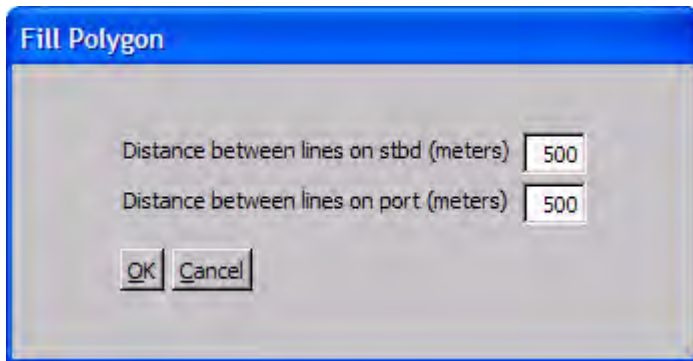 Fill Polygon
Distance between lines on stbd (meters) 500
Distance between lines on port (meters) 500
OK Cancel